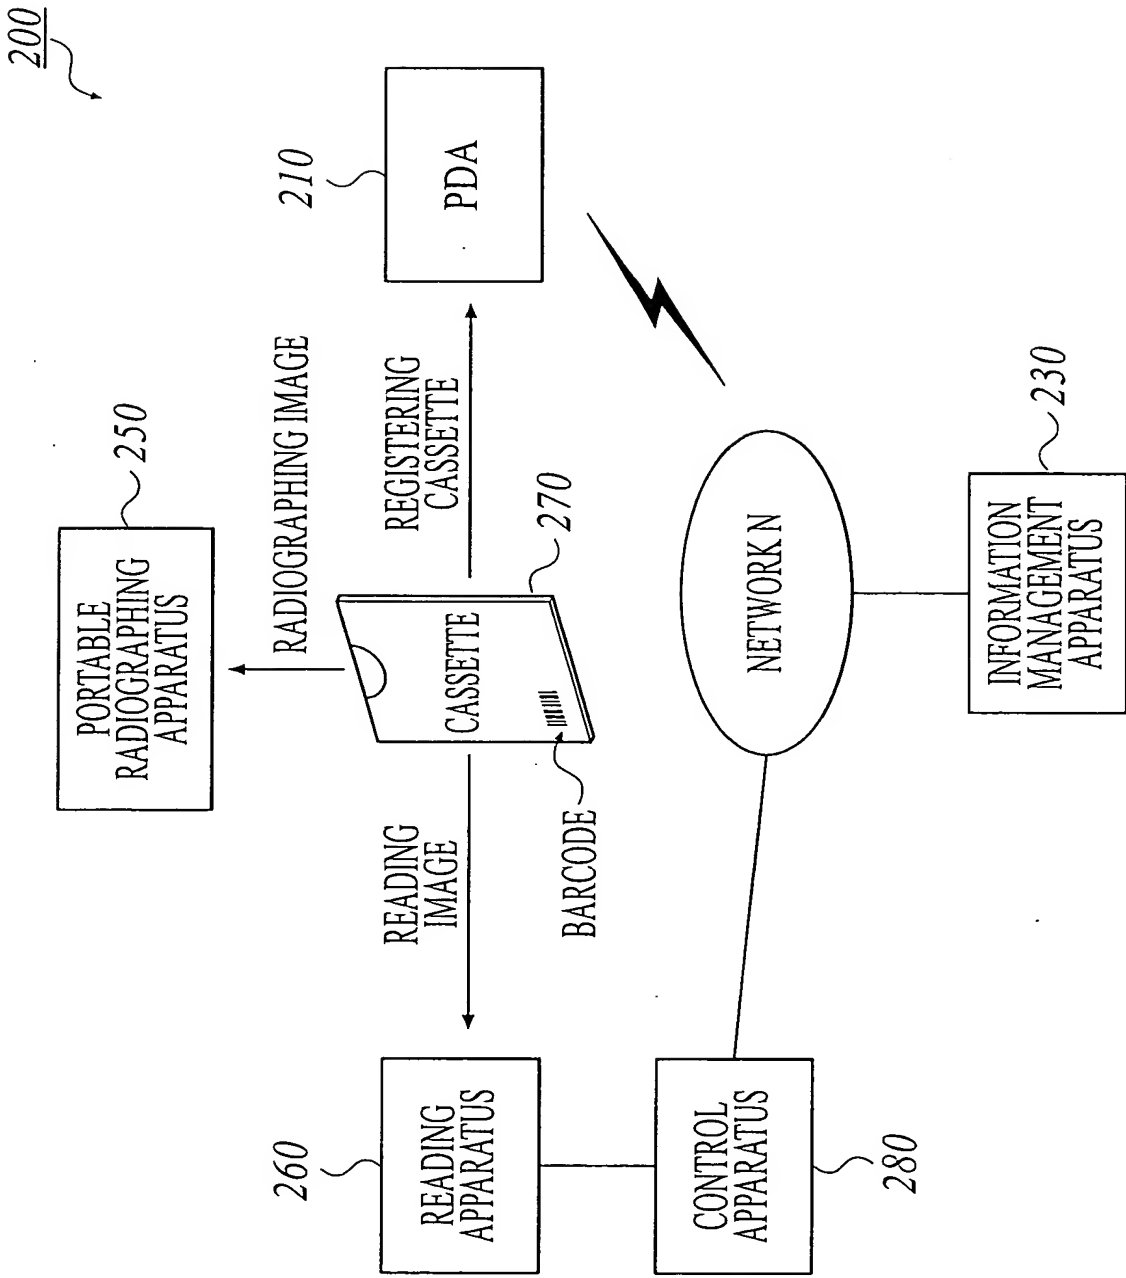 200
PORTABLE
RADIOGRAPHING
APPARATUS
250
RADIOGRAPHING IMAGE
260
READING
APPARATUS
READING
IMAGE
CASSETTE
REGISTERING
CASSETTE
210
PDA
270
BARCODE
CONTROL
APPARATUS
280
NETWORK N
INFORMATION
MANAGEMENT
APPARATUS
230